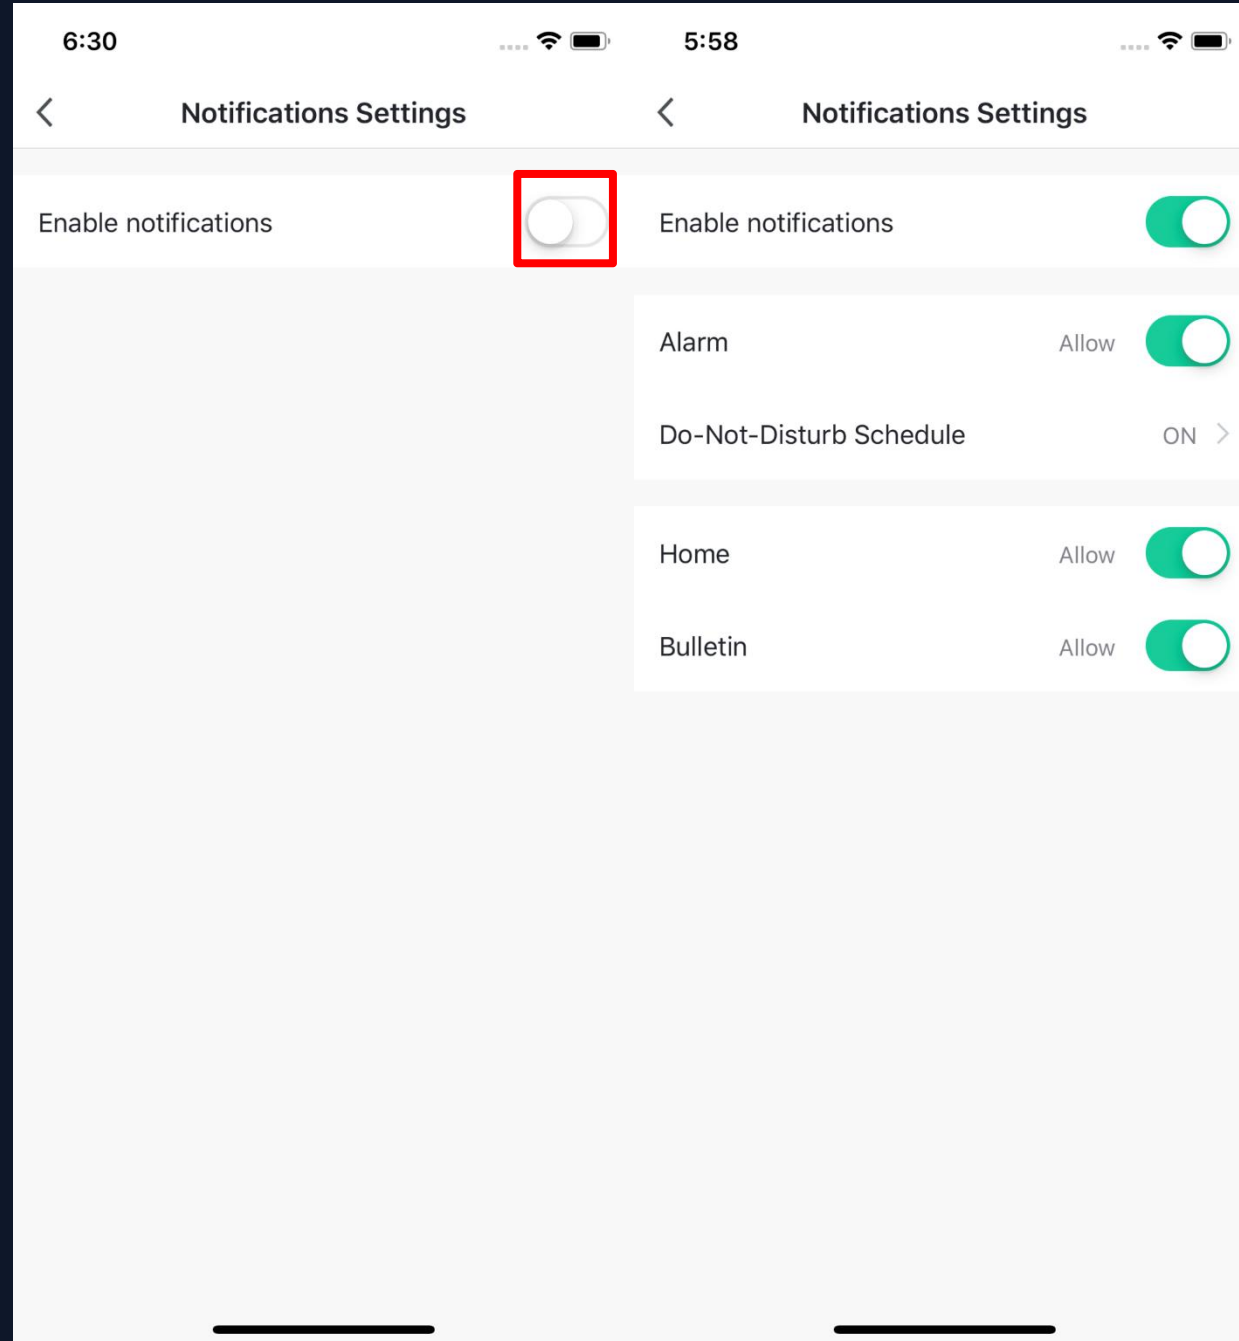 6:30
Notifications Settings
Enable notifications
5:58
Notifications Settings
Enable notifications
Alarm Allow
Do-Not-Disturb Schedule ON
Home Allow
Bulletin Allow